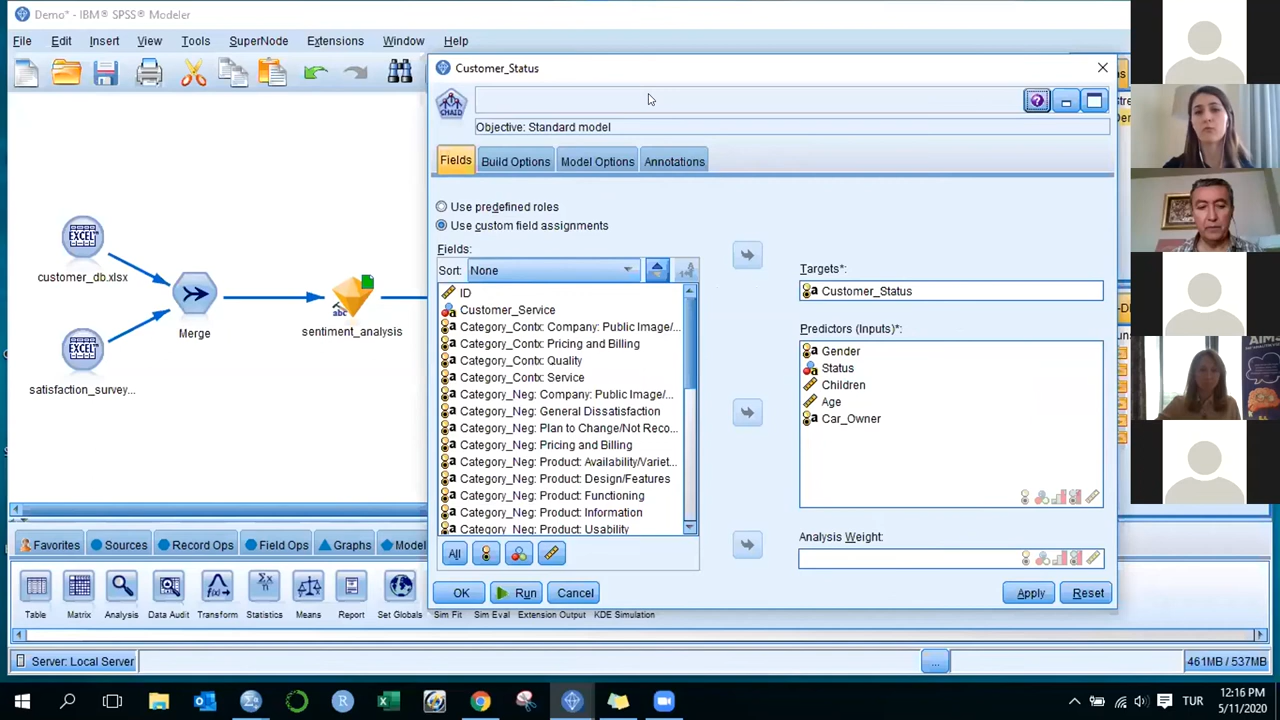 Demo* - IBM® SPSS® Modeler
File Edit Insert View Tools SuperNode Extensions Window Help
Customer_Status
CHAID
Objective: Standard model
Fields Build Options Model Options Annotations
Use predefined roles
Use custom field assignments
Fields:
Sort: None
ID
Customer_Service
Category_Contx: Company: Public Image/...
Category_Contx: Pricing and Billing
Category_Contx: Quality
Category_Contx: Service
Category_Neg: Company: Public Image/...
Category_Neg: General Dissatisfaction
Category_Neg: Plan to Change/Not Reco...
Category_Neg: Pricing and Billing
Category_Neg: Product: Availability/Variet...
Category_Neg: Product: Design/Features
Category_Neg: Product: Functioning
Category_Neg: Product: Information
Category_Neg: Product: Usability
All
Targets*:
Customer_Status
Predictors (Inputs)*:
Gender
Status
Children
Age
Car_Owner
Analysis Weight:
OK Run Cancel Apply Reset
EXCEL
customer_db.xlsx
Merge
abc
sentiment_analysis
EXCEL
satisfaction_survey...
Favorites Sources Record Ops Field Ops Graphs Model
Table Matrix Analysis Data Audit Transform Statistics Means Report Set Globals Sim Fit Sim Eval Extension Output KDE Simulation
Server: Local Server
...
461MB / 537MB
AIMS
TUR
12:16 PM
5/11/2020